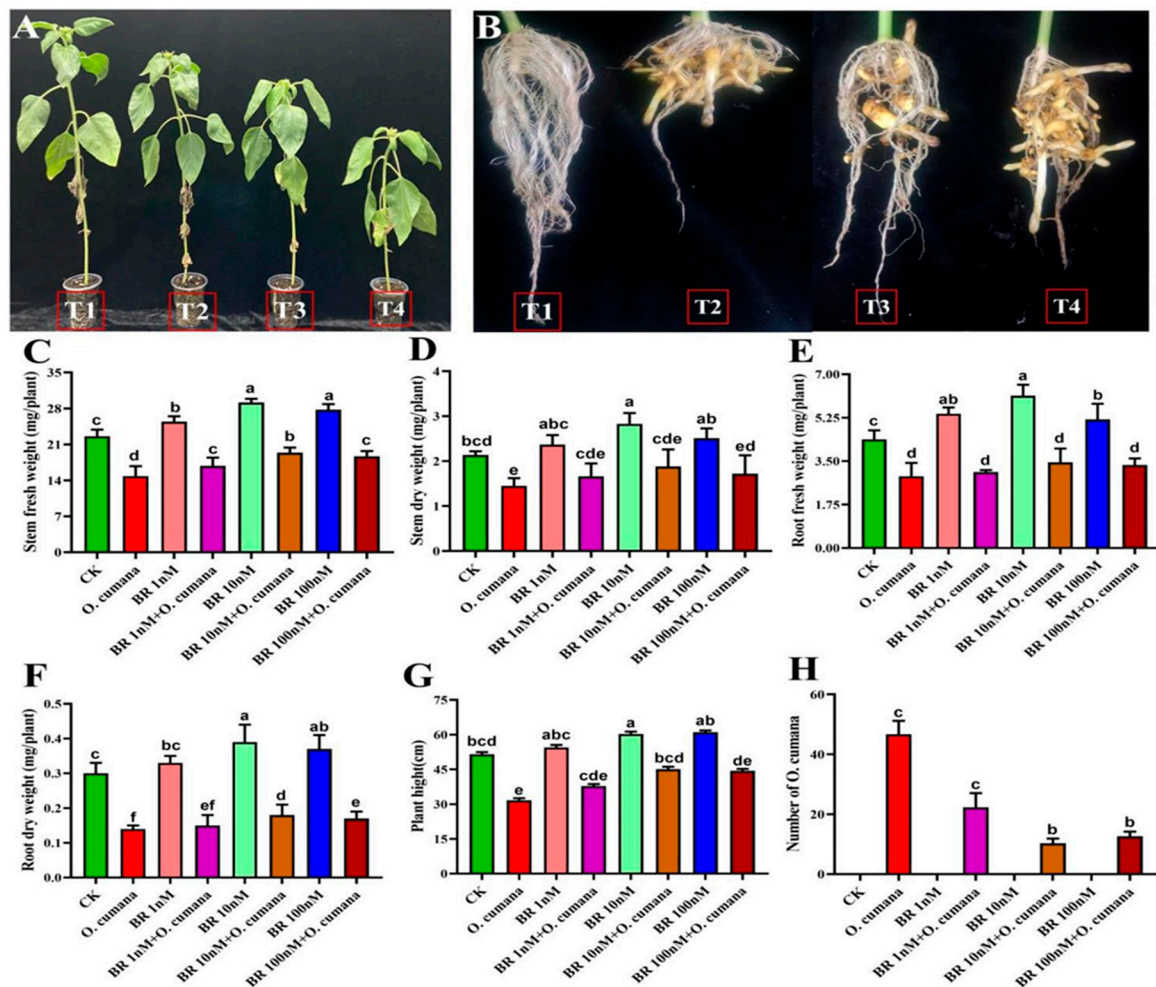 A
T1
T2
T3
T4
B
T1
T2
T3
T4
C
Stem fresh weight (mg/plant)
35
28
21
14
7
0
c
d
b
c
a
b
a
c
CK
O. cumana
BR 1nM
BR 1nM+O. cumana
BR 10nM
BR 10nM+O. cumana
BR 100nM
BR 100nM+O. cumana
D
Stem dry weight (mg/plant)
4
3
2
1
0
bcd
e
abc
cde
a
cde
ab
ed
CK
O. cumana
BR 1nM
BR 1nM+O. cumana
BR 10nM
BR 10nM+O. cumana
BR 100nM
BR 100nM+O. cumana
E
Root fresh weight (mg/plant)
7.00
5.25
3.50
1.75
0.00
c
d
ab
d
a
d
b
d
CK
O. cumana
BR 1nM
BR 1nM+O. cumana
BR 10nM
BR 10nM+O. cumana
BR 100nM
BR 100nM+O. cumana
F
Root dry weight (mg/plant)
0.5
0.4
0.3
0.2
0.1
0.0
c
f
bc
ef
a
d
ab
e
CK
O. cumana
BR 1nM
BR 1nM+O. cumana
BR 10nM
BR 10nM+O. cumana
BR 100nM
BR 100nM+O. cumana
G
Plant hight(cm)
75
60
45
30
15
0
bcd
e
abc
cde
a
bcd
ab
de
CK
O. cumana
BR 1nM
BR 1nM+O. cumana
BR 10nM
BR 10nM+O. cumana
BR 100nM
BR 100nM+O. cumana
H
Number of O. cumana
60
40
20
0
c
c
b
b
CK
O. cumana
BR 1nM
BR 1nM+O. cumana
BR 10nM
BR 10nM+O. cumana
BR 100nM
BR 100nM+O. cumana